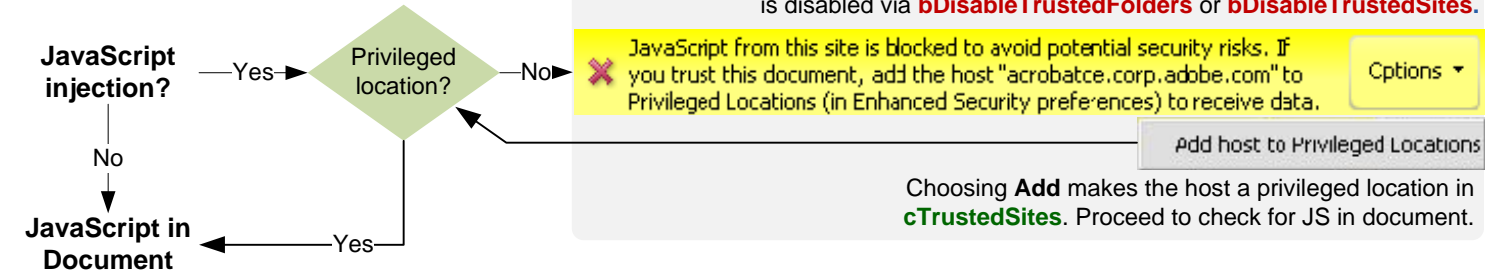 is disabled via bDisableTrustedFolders or bDisableTrustedSites.
JavaScript
injection?
Yes
Privileged
location?
No
JavaScript from this site is blocked to avoid potential security risks. If
you trust this document, add the host "acrobatce.corp.adobe.com" to
Privileged Locations (in Enhanced Security preferences) to receive data.
Options
Add host to Privileged Locations
No
Choosing Add makes the host a privileged location in
cTrustedSites. Proceed to check for JS in document.
JavaScript in
Document
Yes